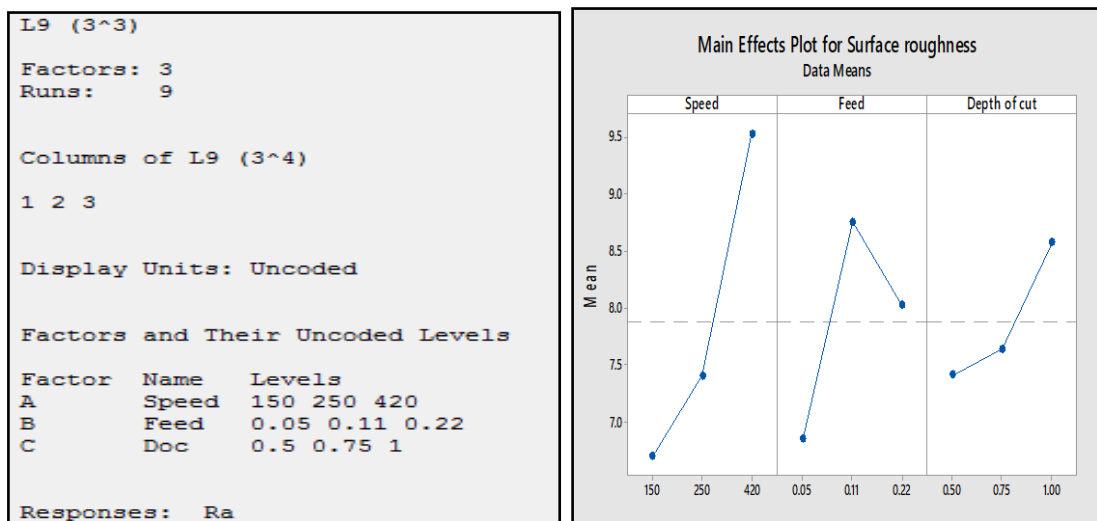 L9 (3^3)
Factors: 3
Runs: 9
Columns of L9 (3^4)
1 2 3
Display Units: Uncoded
Factors and Their Uncoded Levels
Factor Name Levels
A Speed 150 250 420
B Feed 0.05 0.11 0.22
C Doc 0.5 0.75 1
Responses: Ra
Main Effects Plot for Surface roughness
Data Means
Speed Feed Depth of cut
9.5
9.0
8.5
8.0
7.5
7.0
Mean
150 250 420 0.05 0.11 0.22 0.50 0.75 1.00